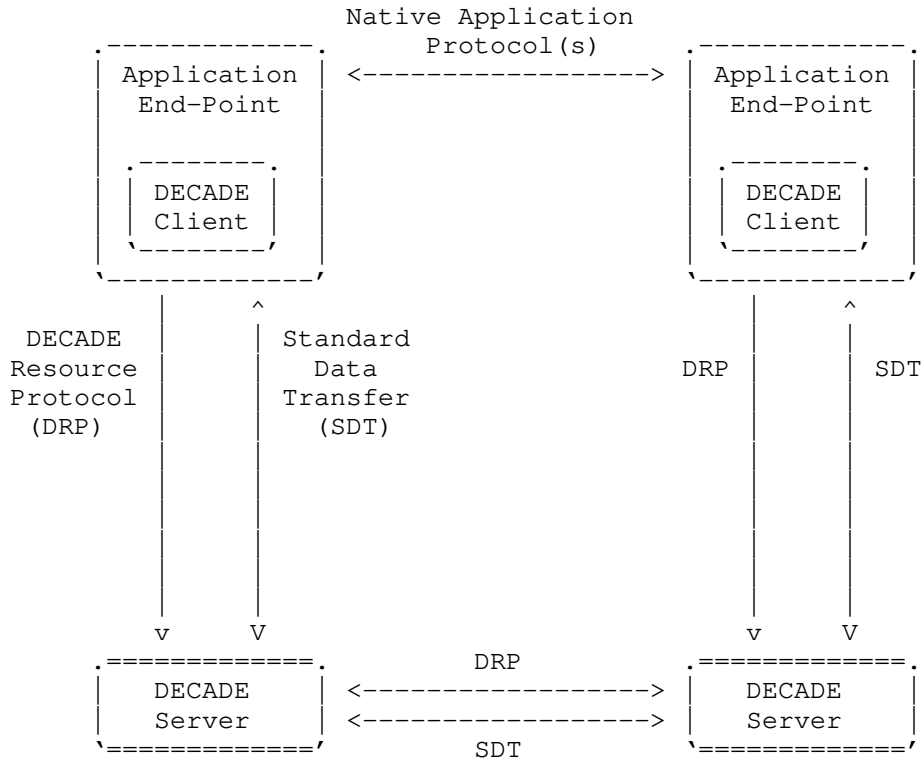 Native Application
Protocol(s)
Application
End-Point
DECADE
Client
Application
End-Point
DECADE
Client
DECADE
Resource
Protocol
(DRP)
Standard
Data
Transfer
(SDT)
DRP
SDT
v V
v V
DRP
DECADE
Server
DECADE
Server
SDT